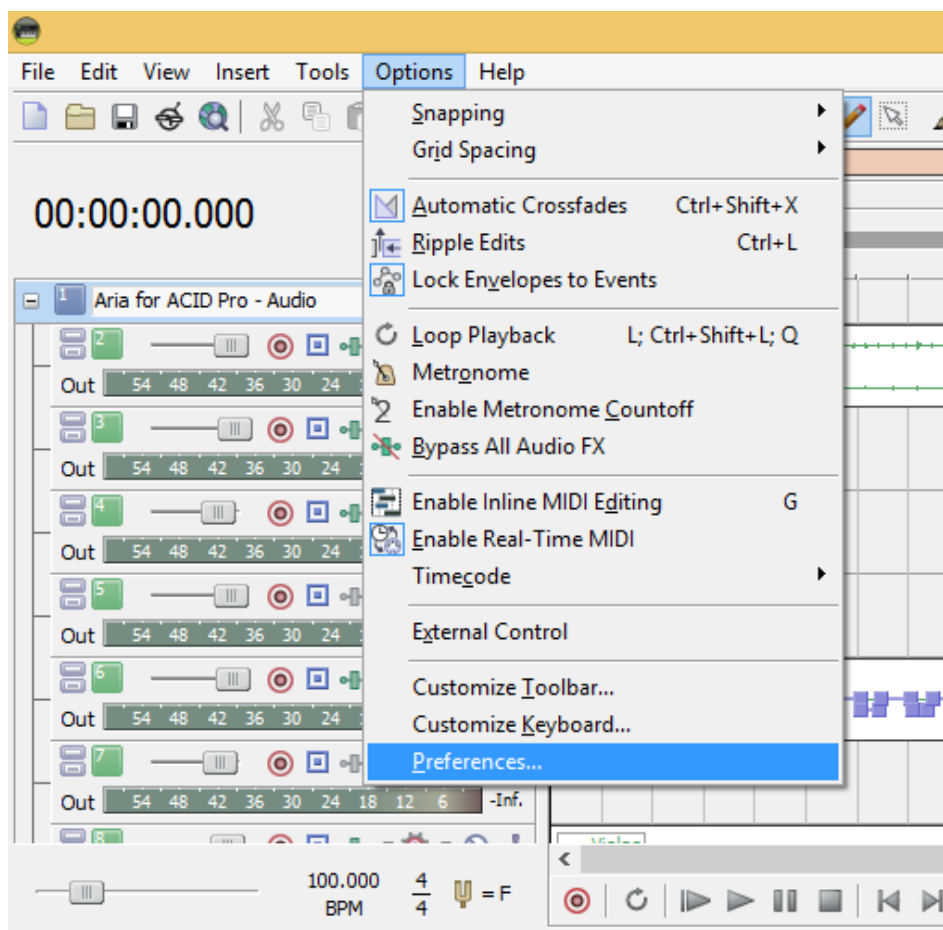 File Edit View Insert Tools Options Help
Snapping
Grid Spacing
00:00:00.000
Automatic Crossfades Ctrl+Shift+X
Ripple Edits Ctrl+L
Lock Envelopes to Events
1 Aria for ACID Pro - Audio
Loop Playback L; Ctrl+Shift+L; Q
Metronome
Enable Metronome Countoff
Bypass All Audio FX
Enable Inline MIDI Editing G
Enable Real-Time MIDI
Timecode
External Control
Customize Toolbar...
Customize Keyboard...
Preferences...
2
Out 54 48 42 36 30 24
3
Out 54 48 42 36 30 24
4
Out 54 48 42 36 30 24
5
Out 54 48 42 36 30 24
6
Out 54 48 42 36 30 24
7
Out 54 48 42 36 30 24 18 12 6 -Inf.
8
100.000
BPM
4
4
= F